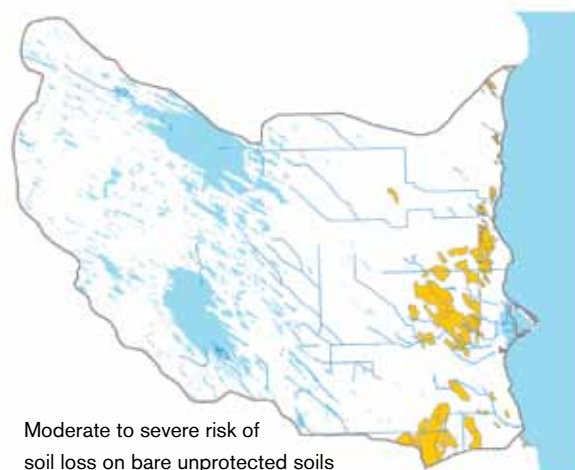 Moderate to severe risk of
soil loss on bare unprotected soils